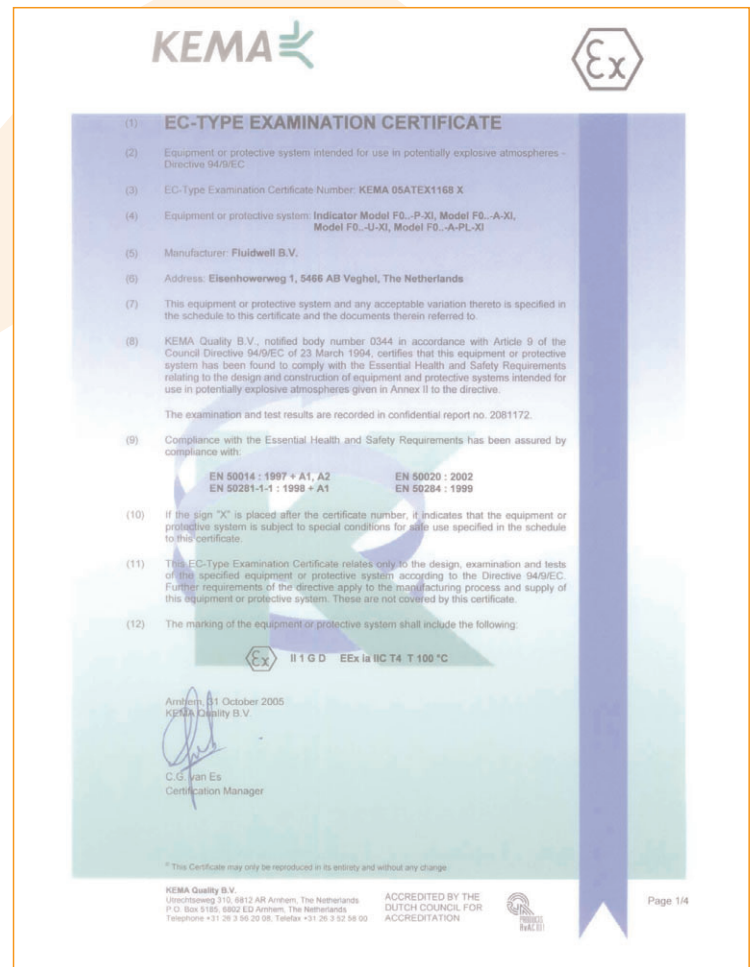 KEMA
Ex
(1) EC-TYPE EXAMINATION CERTIFICATE
(2) Equipment or protective system intended for use in potentially explosive atmospheres -
Directive 94/9/EC
(3) EC-Type Examination Certificate Number: KEMA 05ATEX1168 X
(4) Equipment or protective system: Indicator Model F0..-P-XI, Model F0..-A-XI,
Model F0..-U-XI, Model F0..-A-PL-XI
(5) Manufacturer: Fluidwell B.V.
(6) Address: Eisenhowerweg 1, 5466 AB Veghel, The Netherlands
(7) This equipment or protective system and any acceptable variation thereto is specified in
the schedule to this certificate and the documents therein referred to.
(8) KEMA Quality B.V., notified body number 0344 in accordance with Article 9 of the
Council Directive 94/9/EC of 23 March 1994, certifies that this equipment or protective
system has been found to comply with the Essential Health and Safety Requirements
relating to the design and construction of equipment and protective systems intended for
use in potentially explosive atmospheres given in Annex II to the directive.
The examination and test results are recorded in confidential report no. 2081172.
(9) Compliance with the Essential Health and Safety Requirements has been assured by
compliance with:
EN 50014 : 1997 + A1, A2 EN 50020 : 2002
EN 50281-1-1 : 1998 + A1 EN 50284 : 1999
(10) If the sign "X" is placed after the certificate number, it indicates that the equipment or
protective system is subject to special conditions for safe use specified in the schedule
to this certificate.
(11) This EC-Type Examination Certificate relates only to the design, examination and tests
of the specified equipment or protective system according to the Directive 94/9/EC.
Further requirements of the directive apply to the manufacturing process and supply of
this equipment or protective system. These are not covered by this certificate.
(12) The marking of the equipment or protective system shall include the following:
Ex II 1 G D EEx ia IIC T4 T 100 °C
Arnhem, 31 October 2005
KEMA Quality B.V.
C.G. van Es
Certification Manager
This Certificate may only be reproduced in its entirety and without any change
KEMA Quality B.V.
Utrechtseweg 310, 6812 AR Arnhem, The Netherlands
P.O. Box 5185, 6802 ED Arnhem, The Netherlands
Telephone +31 26 3 56 20 08, Telefax +31 26 3 52 58 00
ACCREDITED BY THE
DUTCH COUNCIL FOR
ACCREDITATION
PRODUCTS
Page 1/4